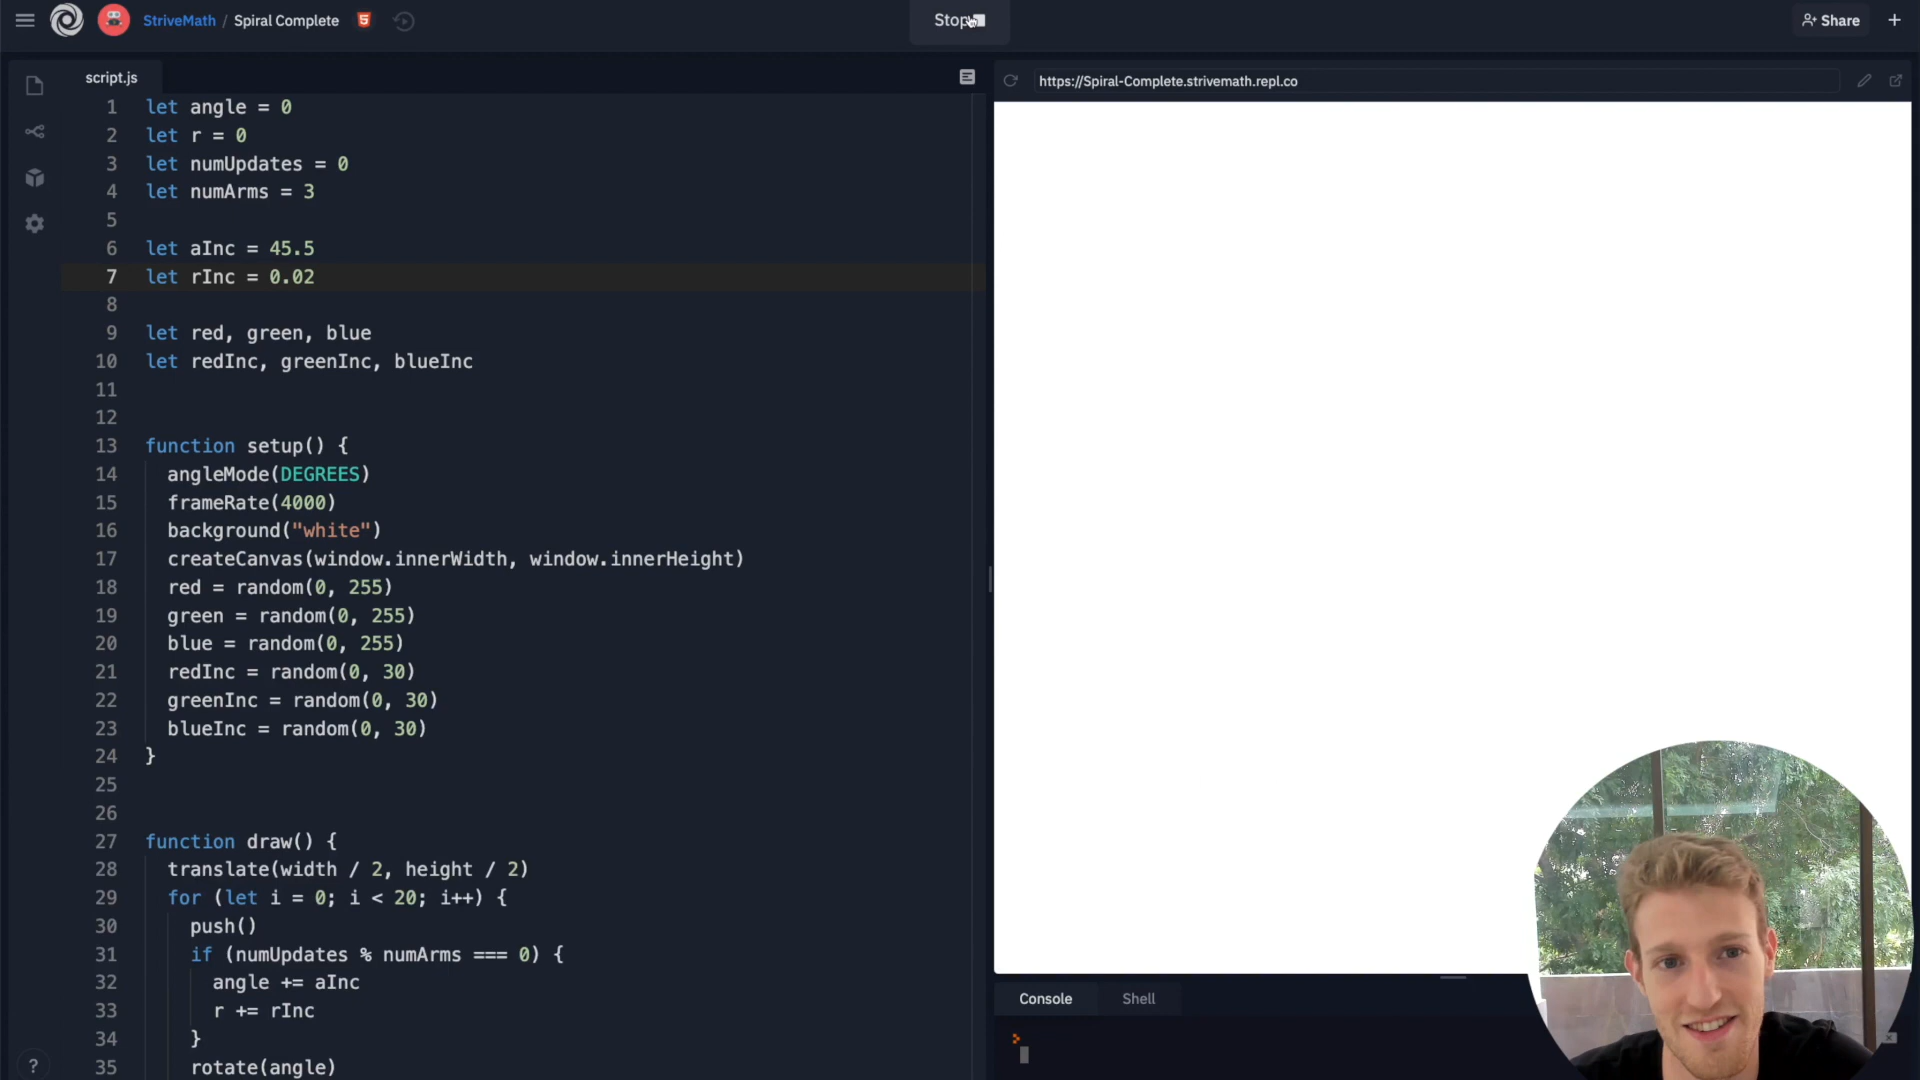 StriveMath / Spiral Complete
Stop
Share
script.js
https://Spiral-Complete.strivemath.repl.co
1 let angle = 0
2 let r = 0
3 let numUpdates = 0
4 let numArms = 3
5
6 let aInc = 45.5
7 let rInc = 0.02
8
9 let red, green, blue
10 let redInc, greenInc, blueInc
11
12
13 function setup() {
14 angleMode(DEGREES)
15 frameRate(4000)
16 background("white")
17 createCanvas(window.innerWidth, window.innerHeight)
18 red = random(0, 255)
19 green = random(0, 255)
20 blue = random(0, 255)
21 redInc = random(0, 30)
22 greenInc = random(0, 30)
23 blueInc = random(0, 30)
24 }
25
26
27 function draw() {
28 translate(width / 2, height / 2)
29 for (let i = 0; i < 20; i++) {
30 push()
31 if (numUpdates % numArms === 0) {
32 angle += aInc
33 r += rInc
34 }
35 rotate(angle)
Console
Shell
>
?